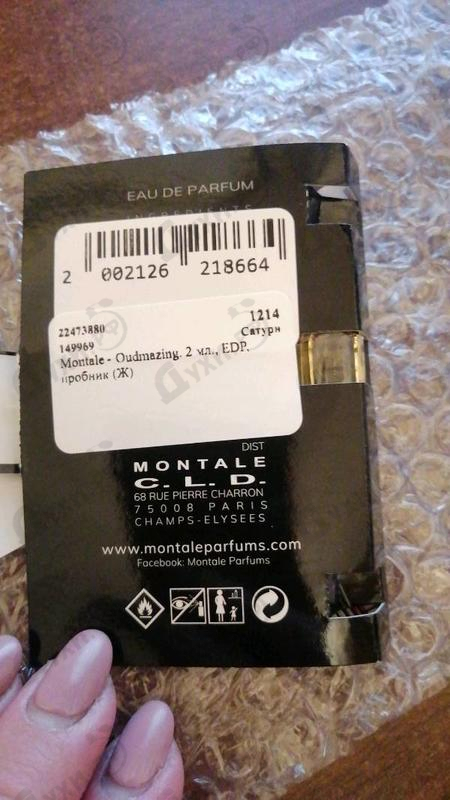 EAU DE PARFUM
INGREDIENTS
2 002126 218664
22473880 1214
149969 Сатурн
Montale - Oudmazing. 2 мл., EDP,
пробник (Ж)
DIST
MONTALE
C. L. D.
68 RUE PIERRE CHARRON
75008 PARIS
CHAMPS-ELYSEES
www.montaleparfums.com
Facebook: Montale Parfums